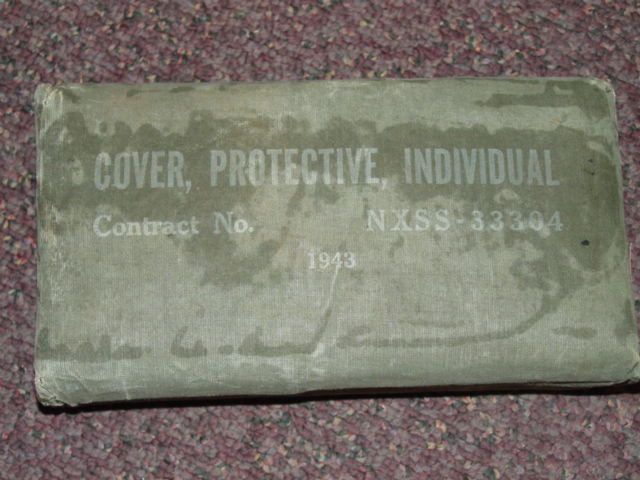 COVER, PROTECTIVE, INDIVIDUAL
Contract No. NXSS-33304
1943